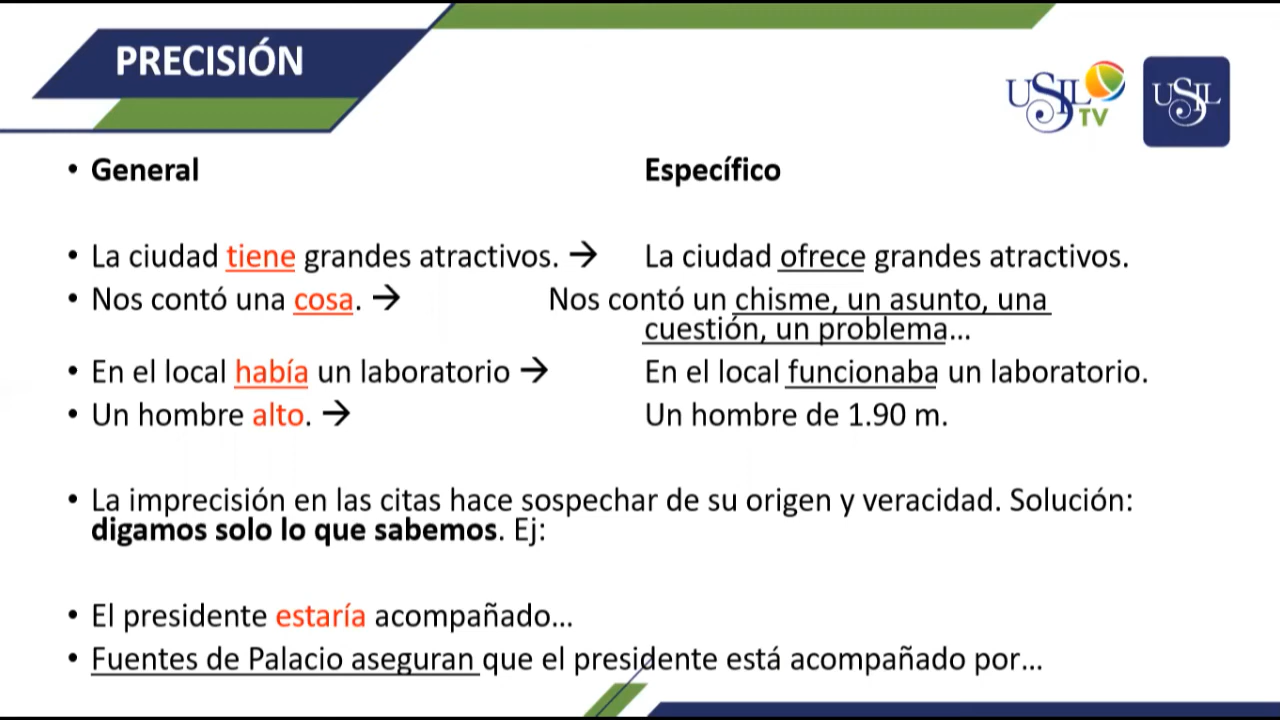 PRECISIÓN
USIL TV
USIL
• General Específico
• La ciudad tiene grandes atractivos. → La ciudad ofrece grandes atractivos.
• Nos contó una cosa. → Nos contó un chisme, un asunto, una
cuestión, un problema...
• En el local había un laboratorio → En el local funcionaba un laboratorio.
• Un hombre alto. → Un hombre de 1.90 m.
• La imprecisión en las citas hace sospechar de su origen y veracidad. Solución:
digamos solo lo que sabemos. Ej:
• El presidente estaría acompañado...
• Fuentes de Palacio aseguran que el presidente está acompañado por...